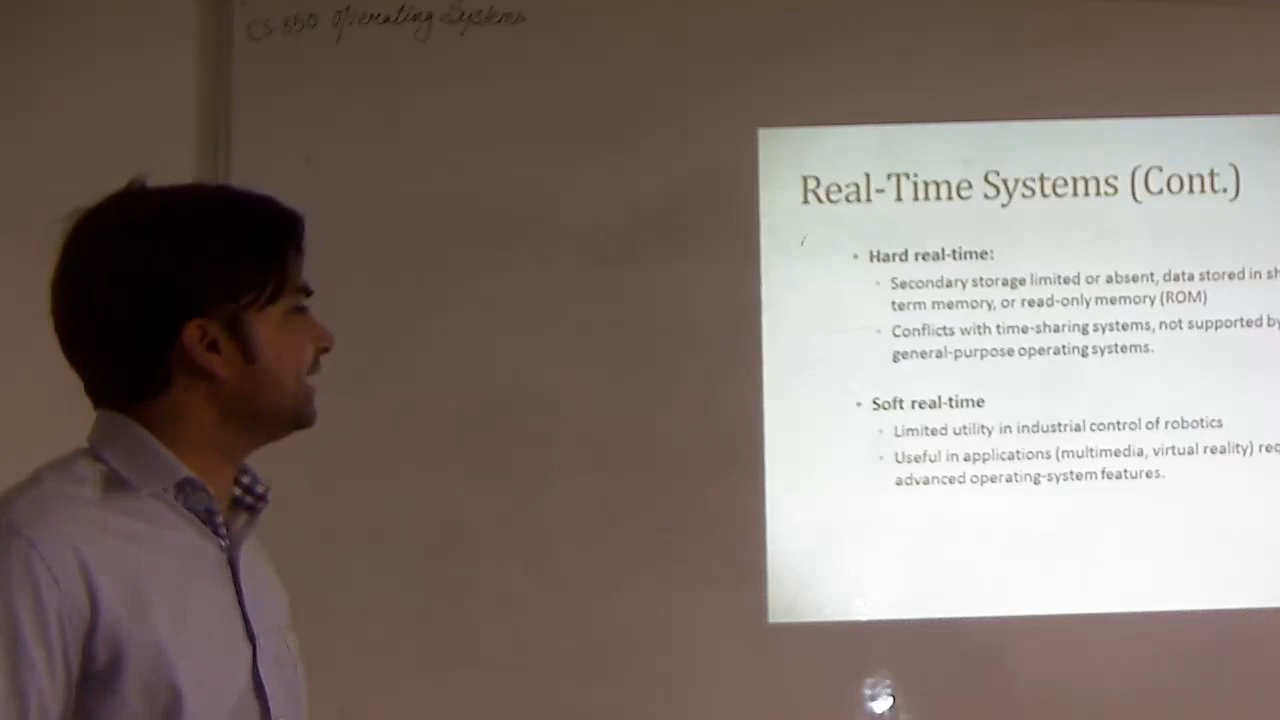 CS-350 Operating Systems
Real-Time Systems (Cont.)
• Hard real-time:
• Secondary storage limited or absent, data stored in
term memory, or read-only memory (ROM)
• Conflicts with time-sharing systems, not supported by
general-purpose operating systems.
• Soft real-time
• Limited utility in industrial control of robotics
• Useful in applications (multimedia, virtual reality)
advanced operating-system features.